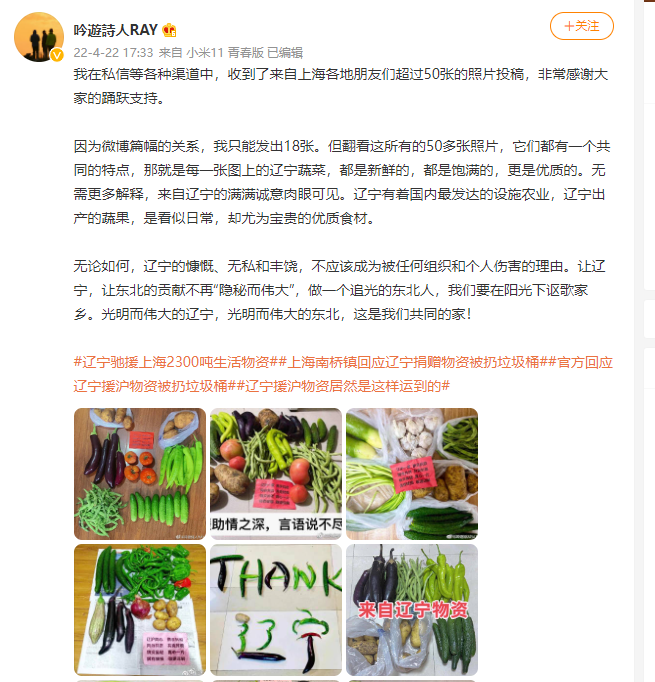 吟遊詩人RAY
+关注
22-4-22 17:33 来自 小米11 青春版 已编辑
我在私信等各种渠道中，收到了来自上海各地朋友们超过50张的照片投稿，非常感谢大
家的踊跃支持。
因为微博篇幅的关系，我只能发出18张。但翻看这所有的50多张照片，它们都有一个共
同的特点，那就是每一张图上的辽宁蔬菜，都是新鲜的，都是饱满的，更是优质的。无
需更多解释，来自辽宁的满满诚意肉眼可见。辽宁有着国内最发达的设施农业，辽宁出
产的蔬果，是看似日常，却尤为宝贵的优质食材。
无论如何，辽宁的慷慨、无私和丰饶，不应该成为被任何组织和个人伤害的理由。让辽
宁，让东北的贡献不再“隐秘而伟大”，做一个追光的东北人，我们要在阳光下讴歌家
乡。光明而伟大的辽宁，光明而伟大的东北，这是我们共同的家！
#辽宁驰援上海2300吨生活物资##上海南桥镇回应辽宁捐赠物资被扔垃圾桶##官方回应
辽宁援沪物资被扔垃圾桶##辽宁援沪物资居然是这样运到的#
助情之深，言语说不尽
THANK
辽宁
来自辽宁物资